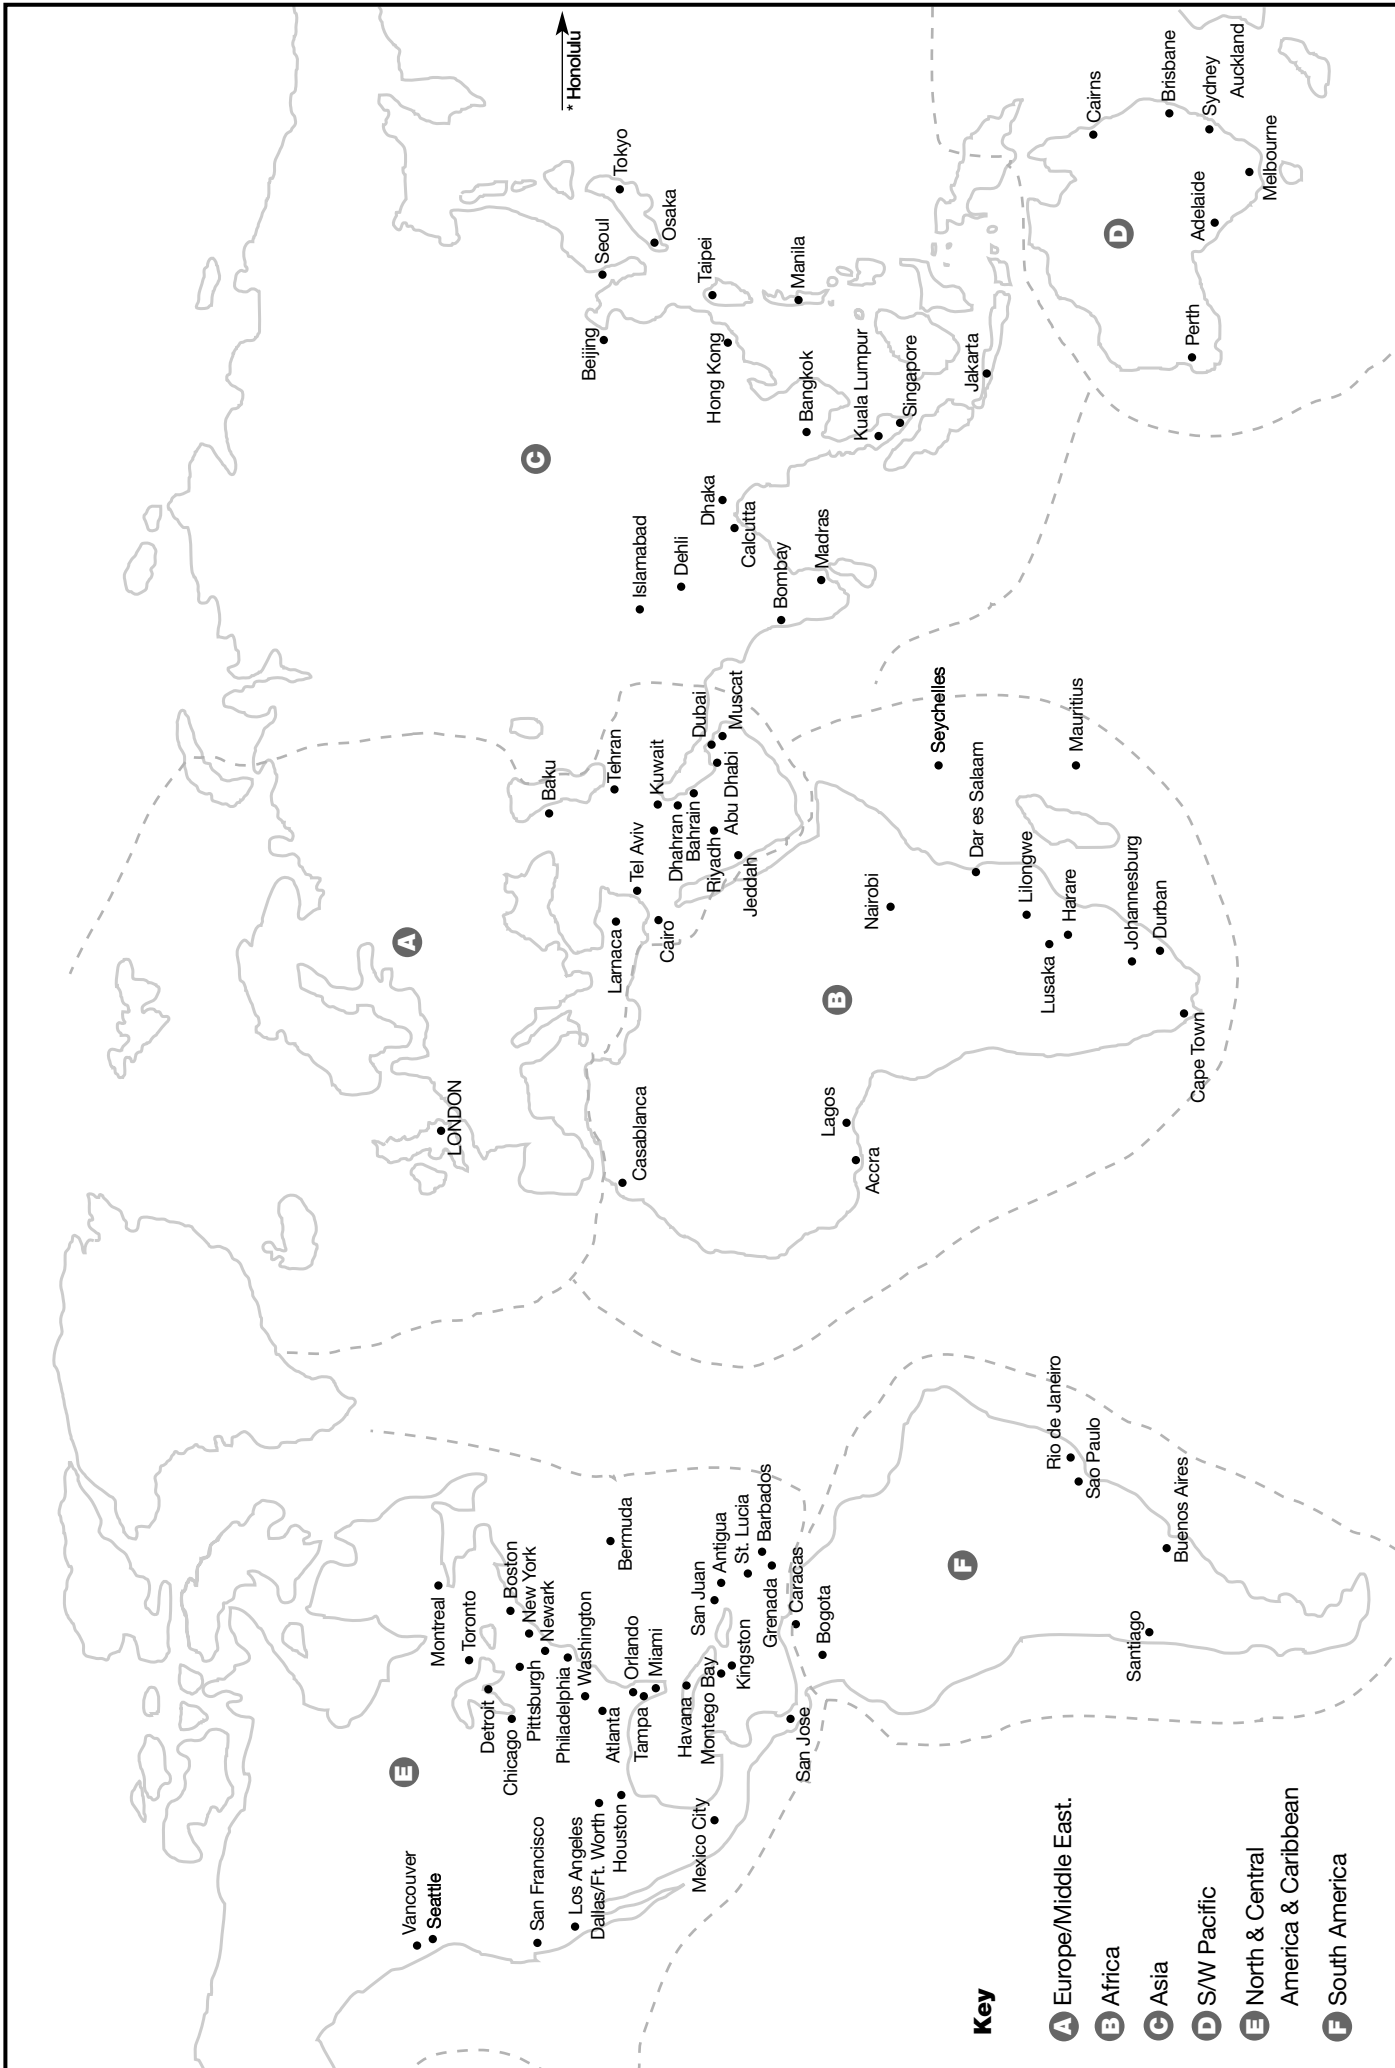 * Honolulu
Vancouver
Seattle
San Francisco
Los Angeles
Dallas/Ft. Worth
Houston
Mexico City
Montreal
Toronto
Detroit
Chicago
Boston
New York
Newark
Pittsburgh
Philadelphia
Washington
Atlanta
Orlando
Tampa
Miami
Bermuda
Havana
Montego Bay
Kingston
San Juan
Antigua
St. Lucia
Barbados
Grenada
Caracas
San Jose
Bogota
E
F
Rio de Janeiro
Sao Paulo
Buenos Aires
Santiago
LONDON
A
Casablanca
Larnaca
Tel Aviv
Cairo
Baku
Tehran
Kuwait
Dhahran
Bahrain
Riyadh
Abu Dhabi
Jeddah
Dubai
Muscat
B
Lagos
Accra
Nairobi
Seychelles
Dar es Salaam
Mauritius
Lilongwe
Lusaka
Harare
Johannesburg
Durban
Cape Town
C
Islamabad
Dehli
Dhaka
Calcutta
Bombay
Madras
Beijing
Seoul
Tokyo
Osaka
Taipei
Hong Kong
Manila
Bangkok
Kuala Lumpur
Singapore
Jakarta
D
Cairns
Brisbane
Sydney
Auckland
Melbourne
Adelaide
Perth
Key
A Europe/Middle East.
B Africa
C Asia
D S/W Pacific
E North & Central
America & Caribbean
F South America